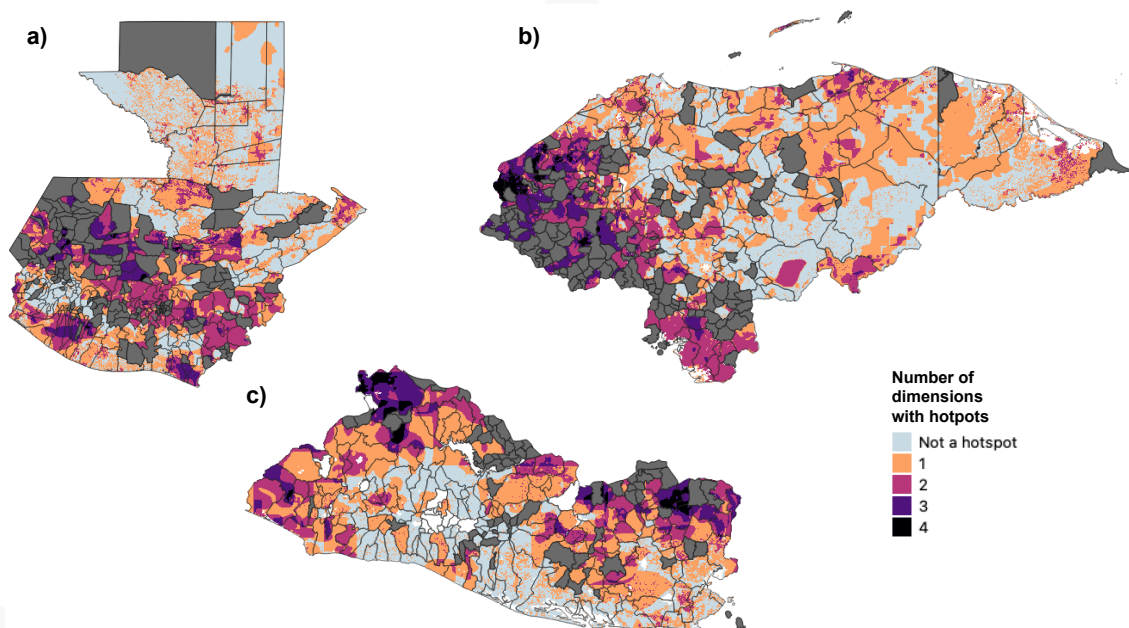 a)
b)
c)
Number of
dimensions
with hotpots
Not a hotspot
1
2
3
4